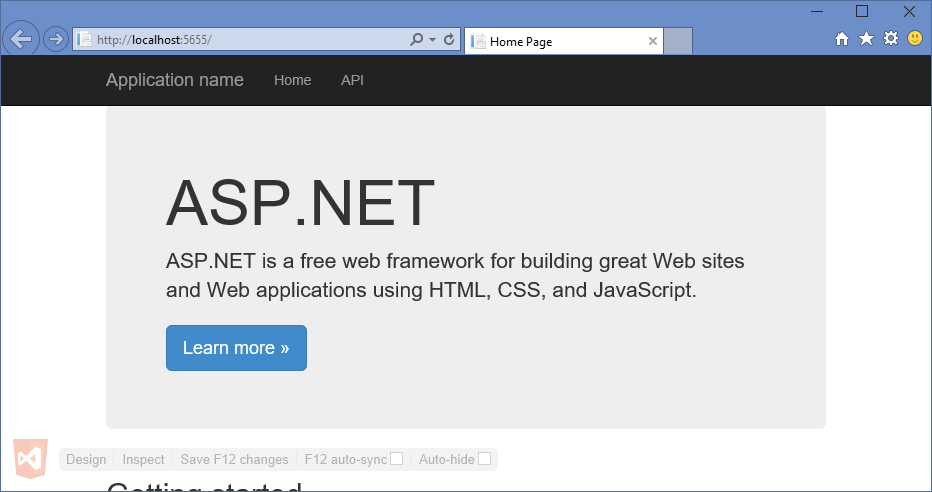 http://localhost:5655/
Home Page
Application name Home API
ASP.NET
ASP.NET is a free web framework for building great Web sites
and Web applications using HTML, CSS, and JavaScript.
Learn more »
Design Inspect Save F12 changes F12 auto-sync Auto-hide
Getting started